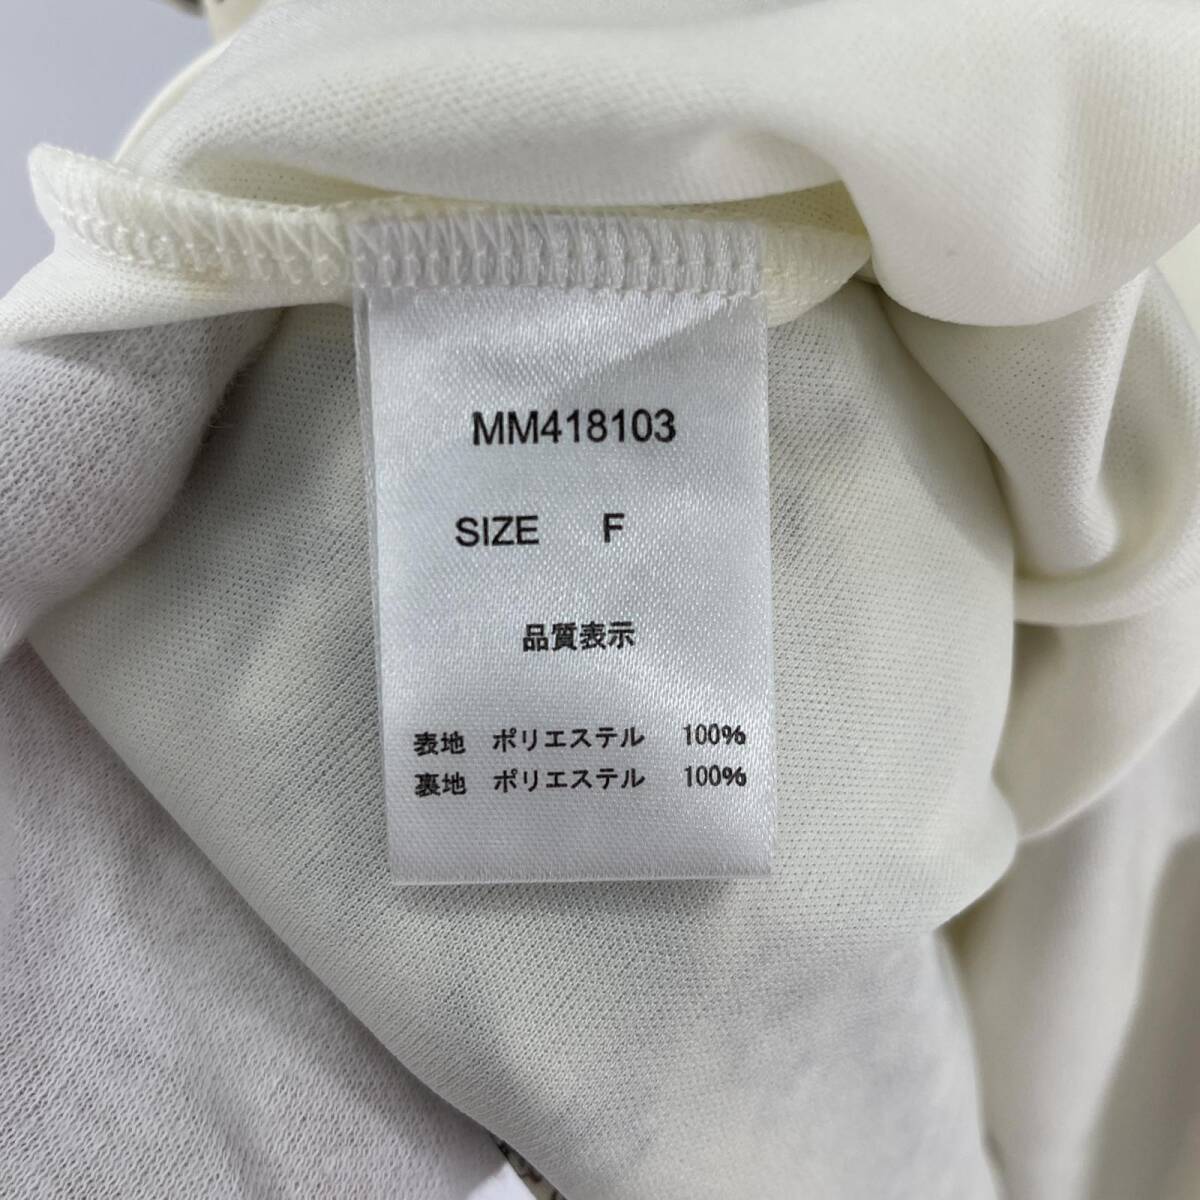 MM418103
SIZE F
品質表示
表地 ポリエステル 100%
裏地 ポリエステル 100%